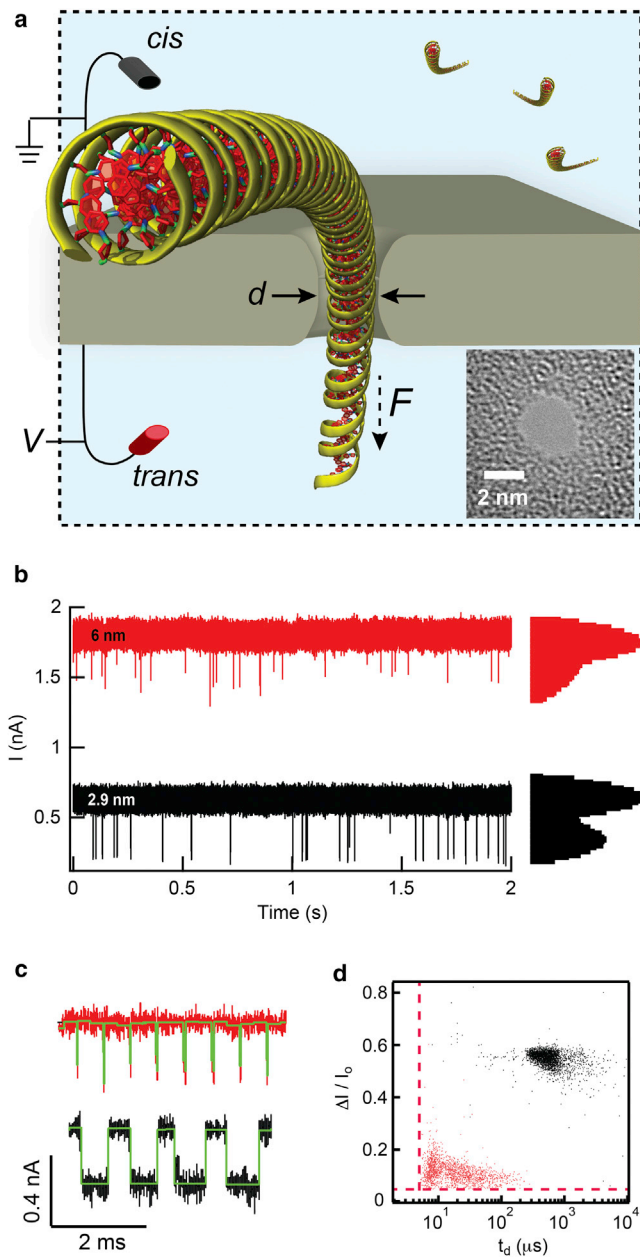 a
cis
d
F
V
trans
2 nm
b
2
6 nm
1.5
I (nA)
1
2.9 nm
0.5
0 0.5 1 1.5 2
Time (s)
c
0.4 nA
2 ms
d
0.8
0.6
ΔI / Io
0.4
0.2
0
10¹ 10² 10³ 10⁴
td (μs)